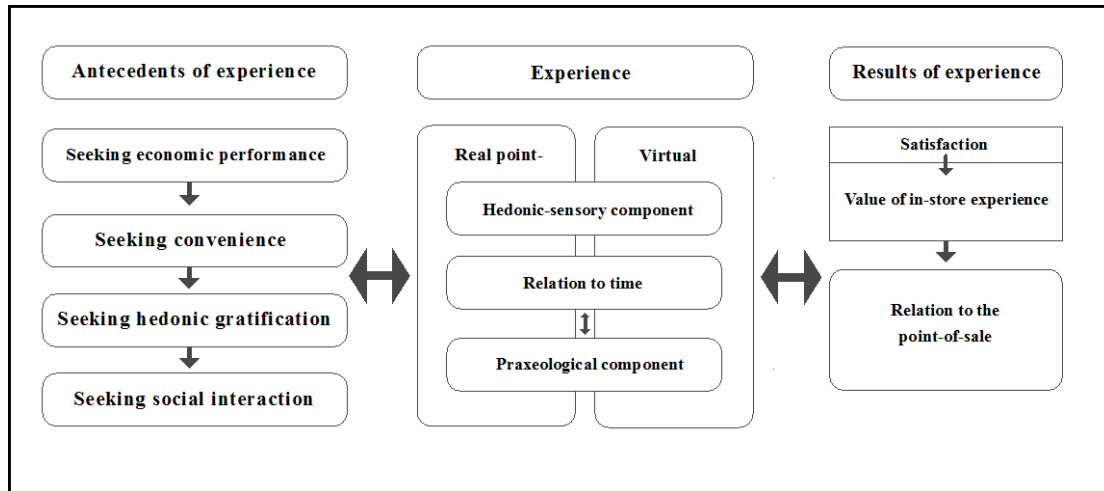 Antecedents of experience
Seeking economic performance
Seeking convenience
Seeking hedonic gratification
Seeking social interaction
Experience
Real point-
Virtual
Hedonic-sensory component
Relation to time
Praxeological component
Results of experience
Satisfaction
Value of in-store experience
Relation to the
point-of-sale